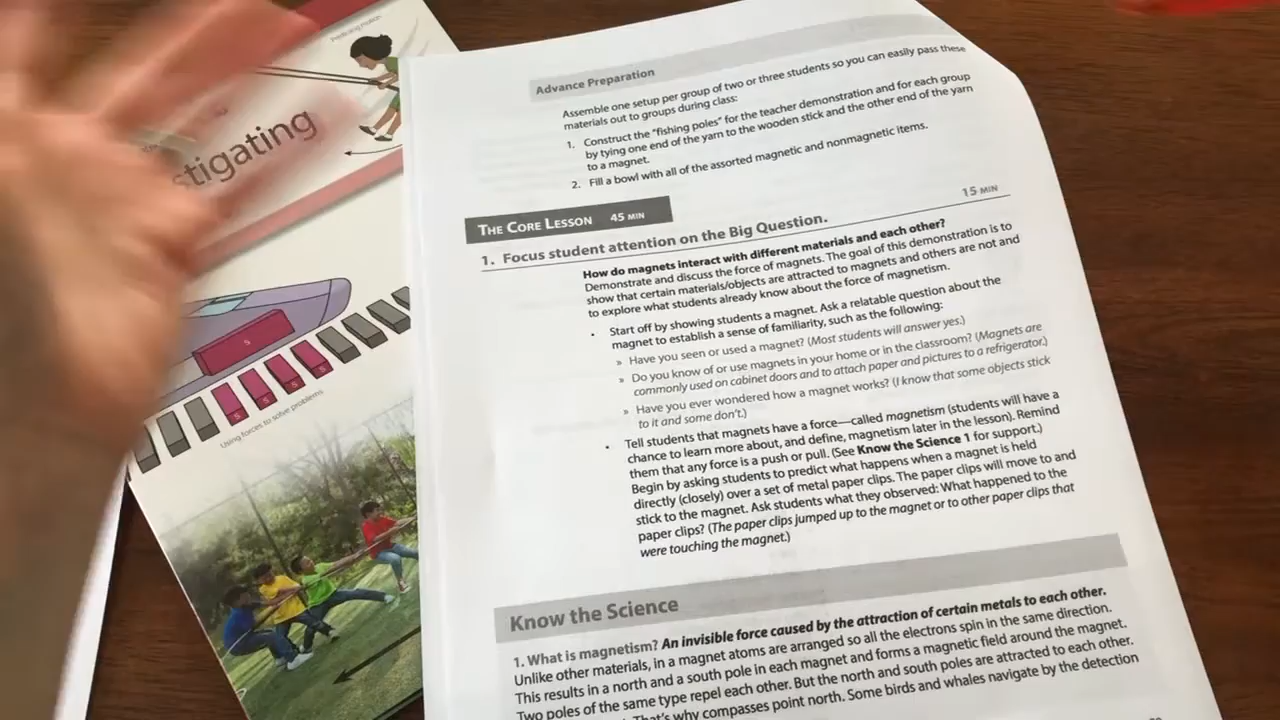 Predicting motion
stigating
S
S
S
S
S
Using forces to solve problems
Advance Preparation
Assemble one setup per group of two or three students so you can easily pass these
materials out to groups during class:
1. Construct the "fishing poles" for the teacher demonstration and for each group
by tying one end of the yarn to the wooden stick and the other end of the yarn
to a magnet.
2. Fill a bowl with all of the assorted magnetic and nonmagnetic items.
THE CORE LESSON 45 MIN
1. Focus student attention on the Big Question. 15 MIN
How do magnets interact with different materials and each other?
Demonstrate and discuss the force of magnets. The goal of this demonstration is to
show that certain materials/objects are attracted to magnets and others are not and
to explore what students already know about the force of magnetism.
• Start off by showing students a magnet. Ask a relatable question about the
magnet to establish a sense of familiarity, such as the following:
» Have you seen or used a magnet? (Most students will answer yes.)
» Do you know of or use magnets in your home or in the classroom? (Magnets are
commonly used on cabinet doors and to attach paper and pictures to a refrigerator.)
» Have you ever wondered how a magnet works? (I know that some objects stick
to it and some don't.)
• Tell students that magnets have a force—called magnetism (students will have a
chance to learn more about, and define, magnetism later in the lesson). Remind
them that any force is a push or pull. (See Know the Science 1 for support.)
Begin by asking students to predict what happens when a magnet is held
directly (closely) over a set of metal paper clips. The paper clips will move to and
stick to the magnet. Ask students what they observed: What happened to the
paper clips? (The paper clips jumped up to the magnet or to other paper clips that
were touching the magnet.)
Know the Science
1. What is magnetism? An invisible force caused by the attraction of certain metals to each other.
Unlike other materials, in a magnet atoms are arranged so all the electrons spin in the same direction.
This results in a north and a south pole in each magnet and forms a magnetic field around the magnet.
Two poles of the same type repel each other. But the north and south poles are attracted to each other.
That's why compasses point north. Some birds and whales navigate by the detection